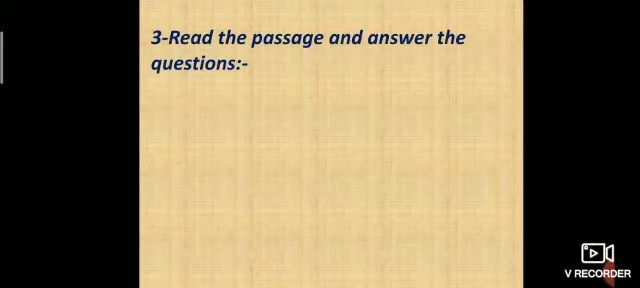 3-Read the passage and answer the
questions:-
V RECORDER